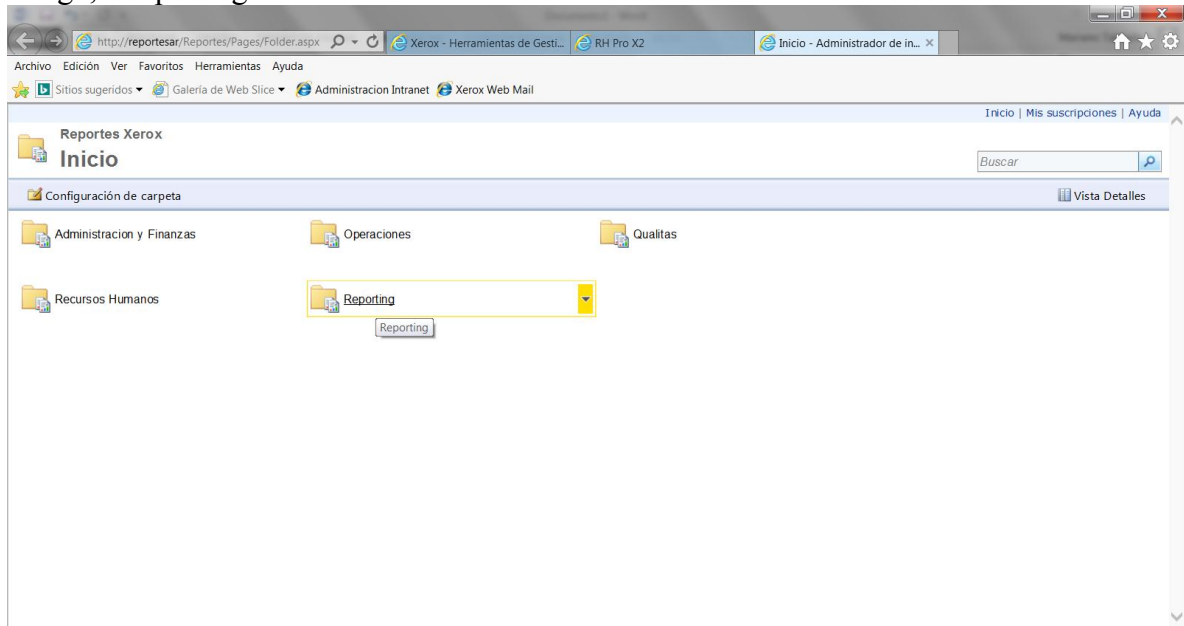 http://reportesar/Reportes/Pages/Folder.aspx
Xerox - Herramientas de Gesti...
RH Pro X2
Inicio - Administrador de in...
Archivo Edición Ver Favoritos Herramientas Ayuda
Sitios sugeridos Galería de Web Slice Administracion Intranet Xerox Web Mail
Inicio | Mis suscripciones | Ayuda
Reportes Xerox
Inicio
Buscar
Configuración de carpeta
Vista Detalles
Administracion y Finanzas
Operaciones
Qualitas
Recursos Humanos
Reporting
Reporting